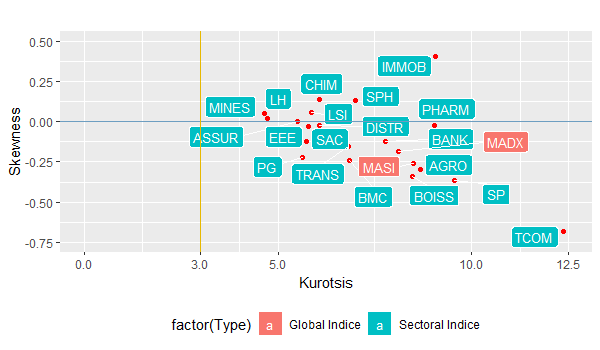 0.50
IMMOB
CHIM
0.25
LH
SPH
MINES
PHARM
LSI
0.00
DISTR
ASSUR
EEE
SAC
BANK
MADX
Skewness
-0.25
PG
MASI
AGRO
TRANS
BMC
BOISS
SP
-0.50
TCOM
-0.75
0.0
3.0
5.0
10.0
12.5
Kurotsis
factor(Type)
a
Global Indice
a
Sectoral Indice